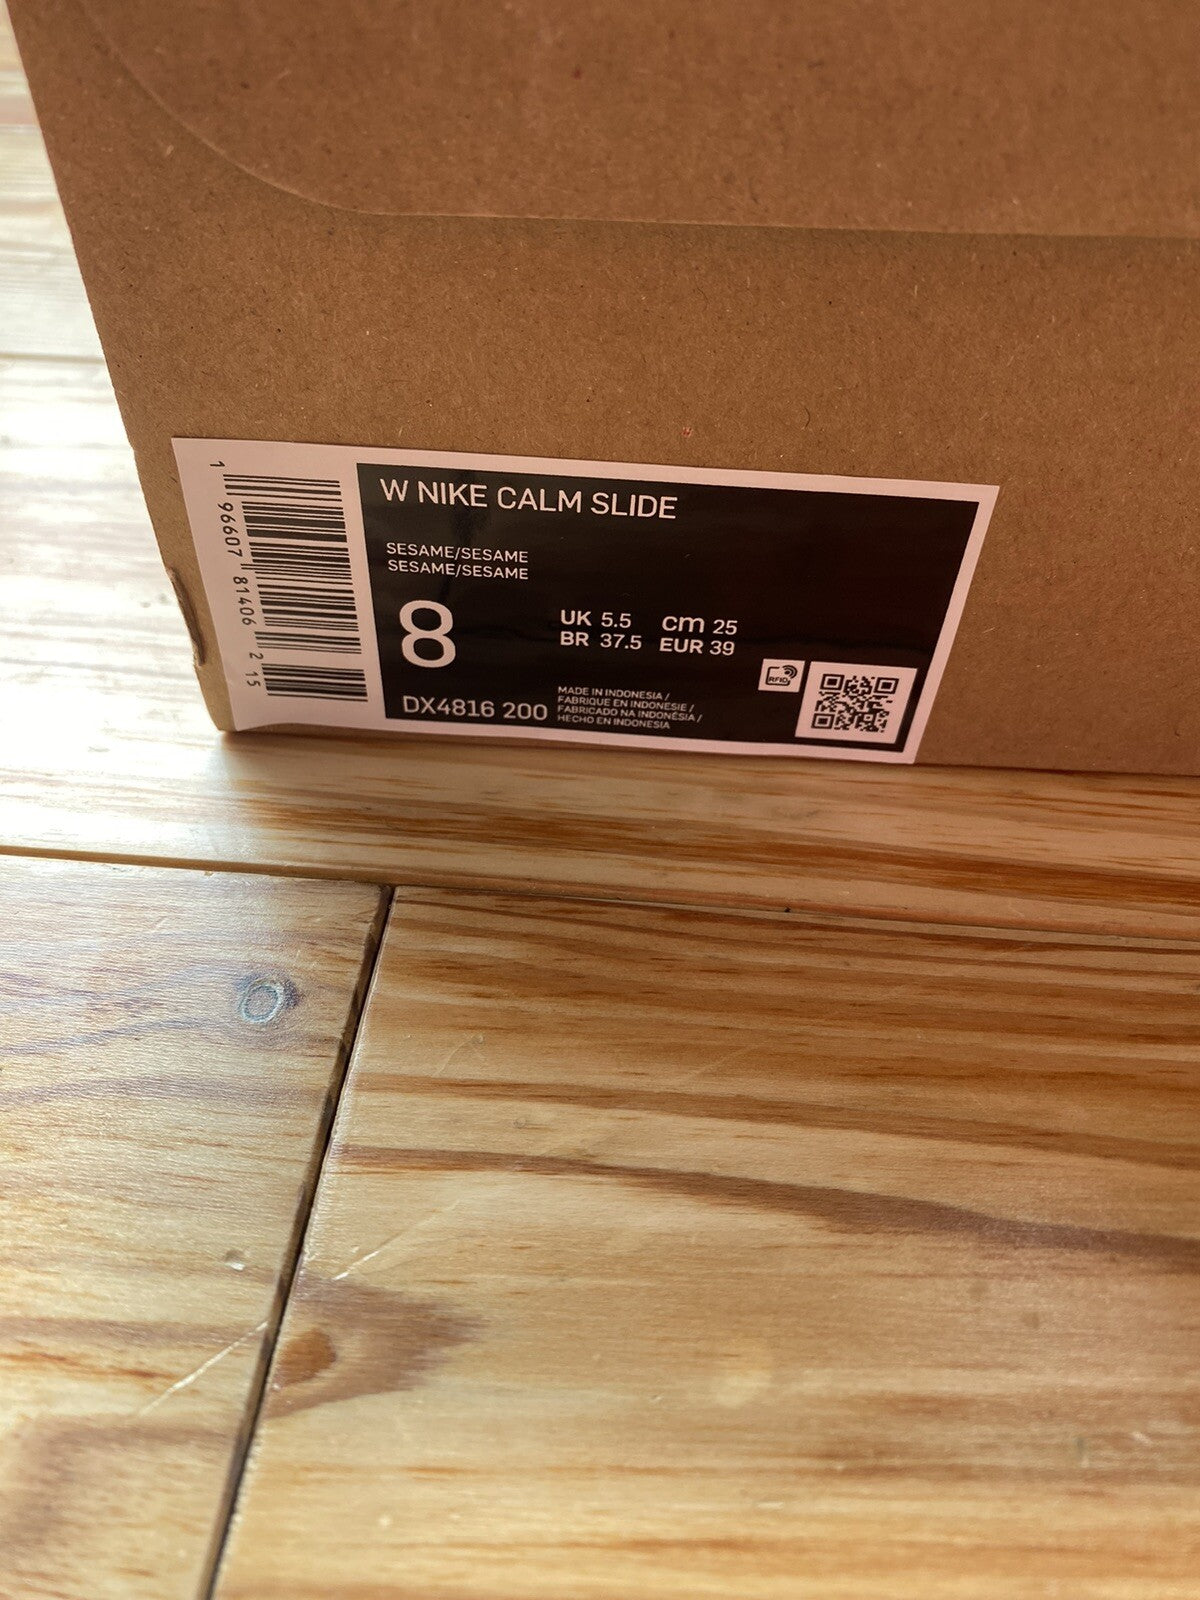 W NIKE CALM SLIDE
SESAME/SESAME
SESAME/SESAME
8
UK 5.5 cm 25
BR 37.5 EUR 39
RFID
DX4816 200
MADE IN INDONESIA /
FABRIQUE EN INDONESIE /
FABRICADO NA INDONÉSIA /
HECHO EN INDONESIA
1 96607 81406 2 15